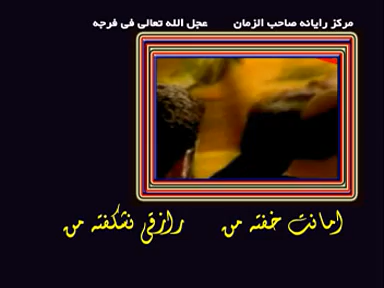 مرکز رایانه صاحب الزمان عجل الله تعالی فی فرجه
امانت خفته من رازقی نشکفته من